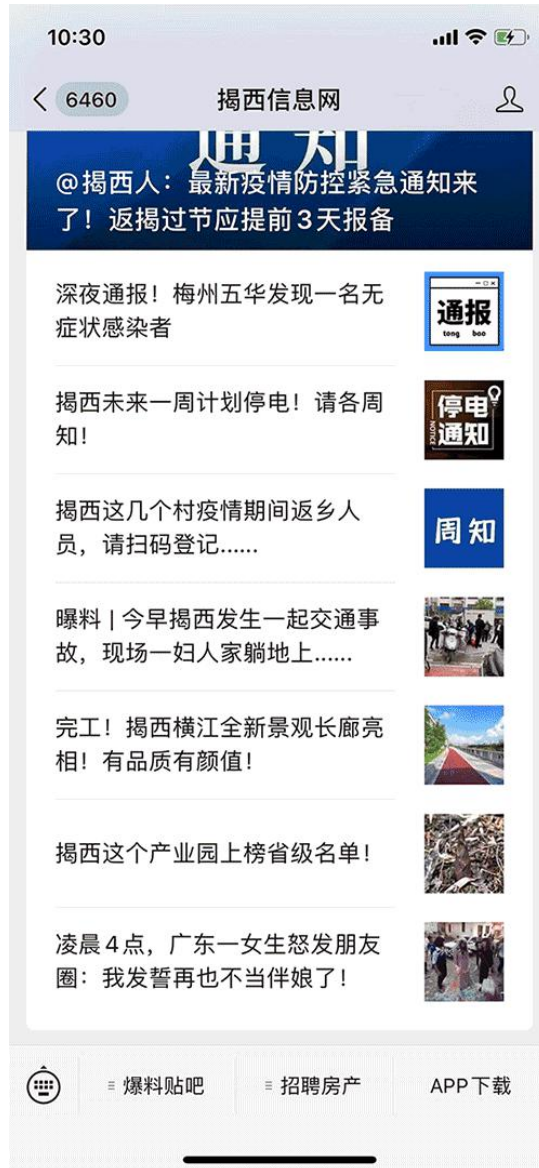 10:30
6460
揭西信息网
通知
@揭西人：最新疫情防控紧急通知来
了！返揭过节应提前3天报备
深夜通报！梅州五华发现一名无
症状感染者
通报
tong bao
揭西未来一周计划停电！请各周
知！
停电
通知
NOTICE
揭西这几个村疫情期间返乡人
员，请扫码登记......
周知
曝料 | 今早揭西发生一起交通事
故，现场一妇人家躺地上......
完工！揭西横江全新景观长廊亮
相！有品质有颜值！
揭西这个产业园上榜省级名单！
凌晨4点，广东一女生怒发朋友
圈：我发誓再也不当伴娘了！
爆料贴吧
招聘房产
APP下载